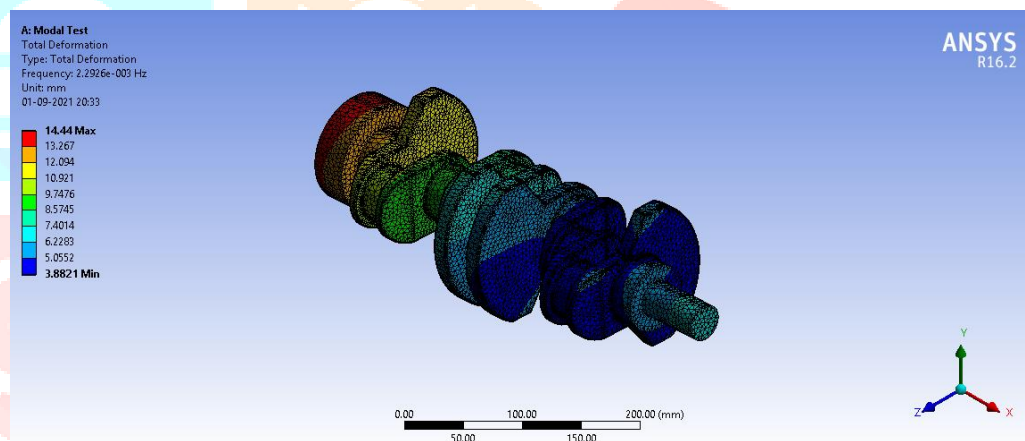 A: Modal Test
Total Deformation
Type: Total Deformation
Frequency: 2.2926e-003 Hz
Unit: mm
01-09-2021 20:33
14.44 Max
13.267
12.094
10.921
9.7476
8.5745
7.4014
6.2283
5.0552
3.8821 Min
ANSYS
R16.2
0.00 100.00 200.00 (mm)
50.00 150.00
Y
Z X